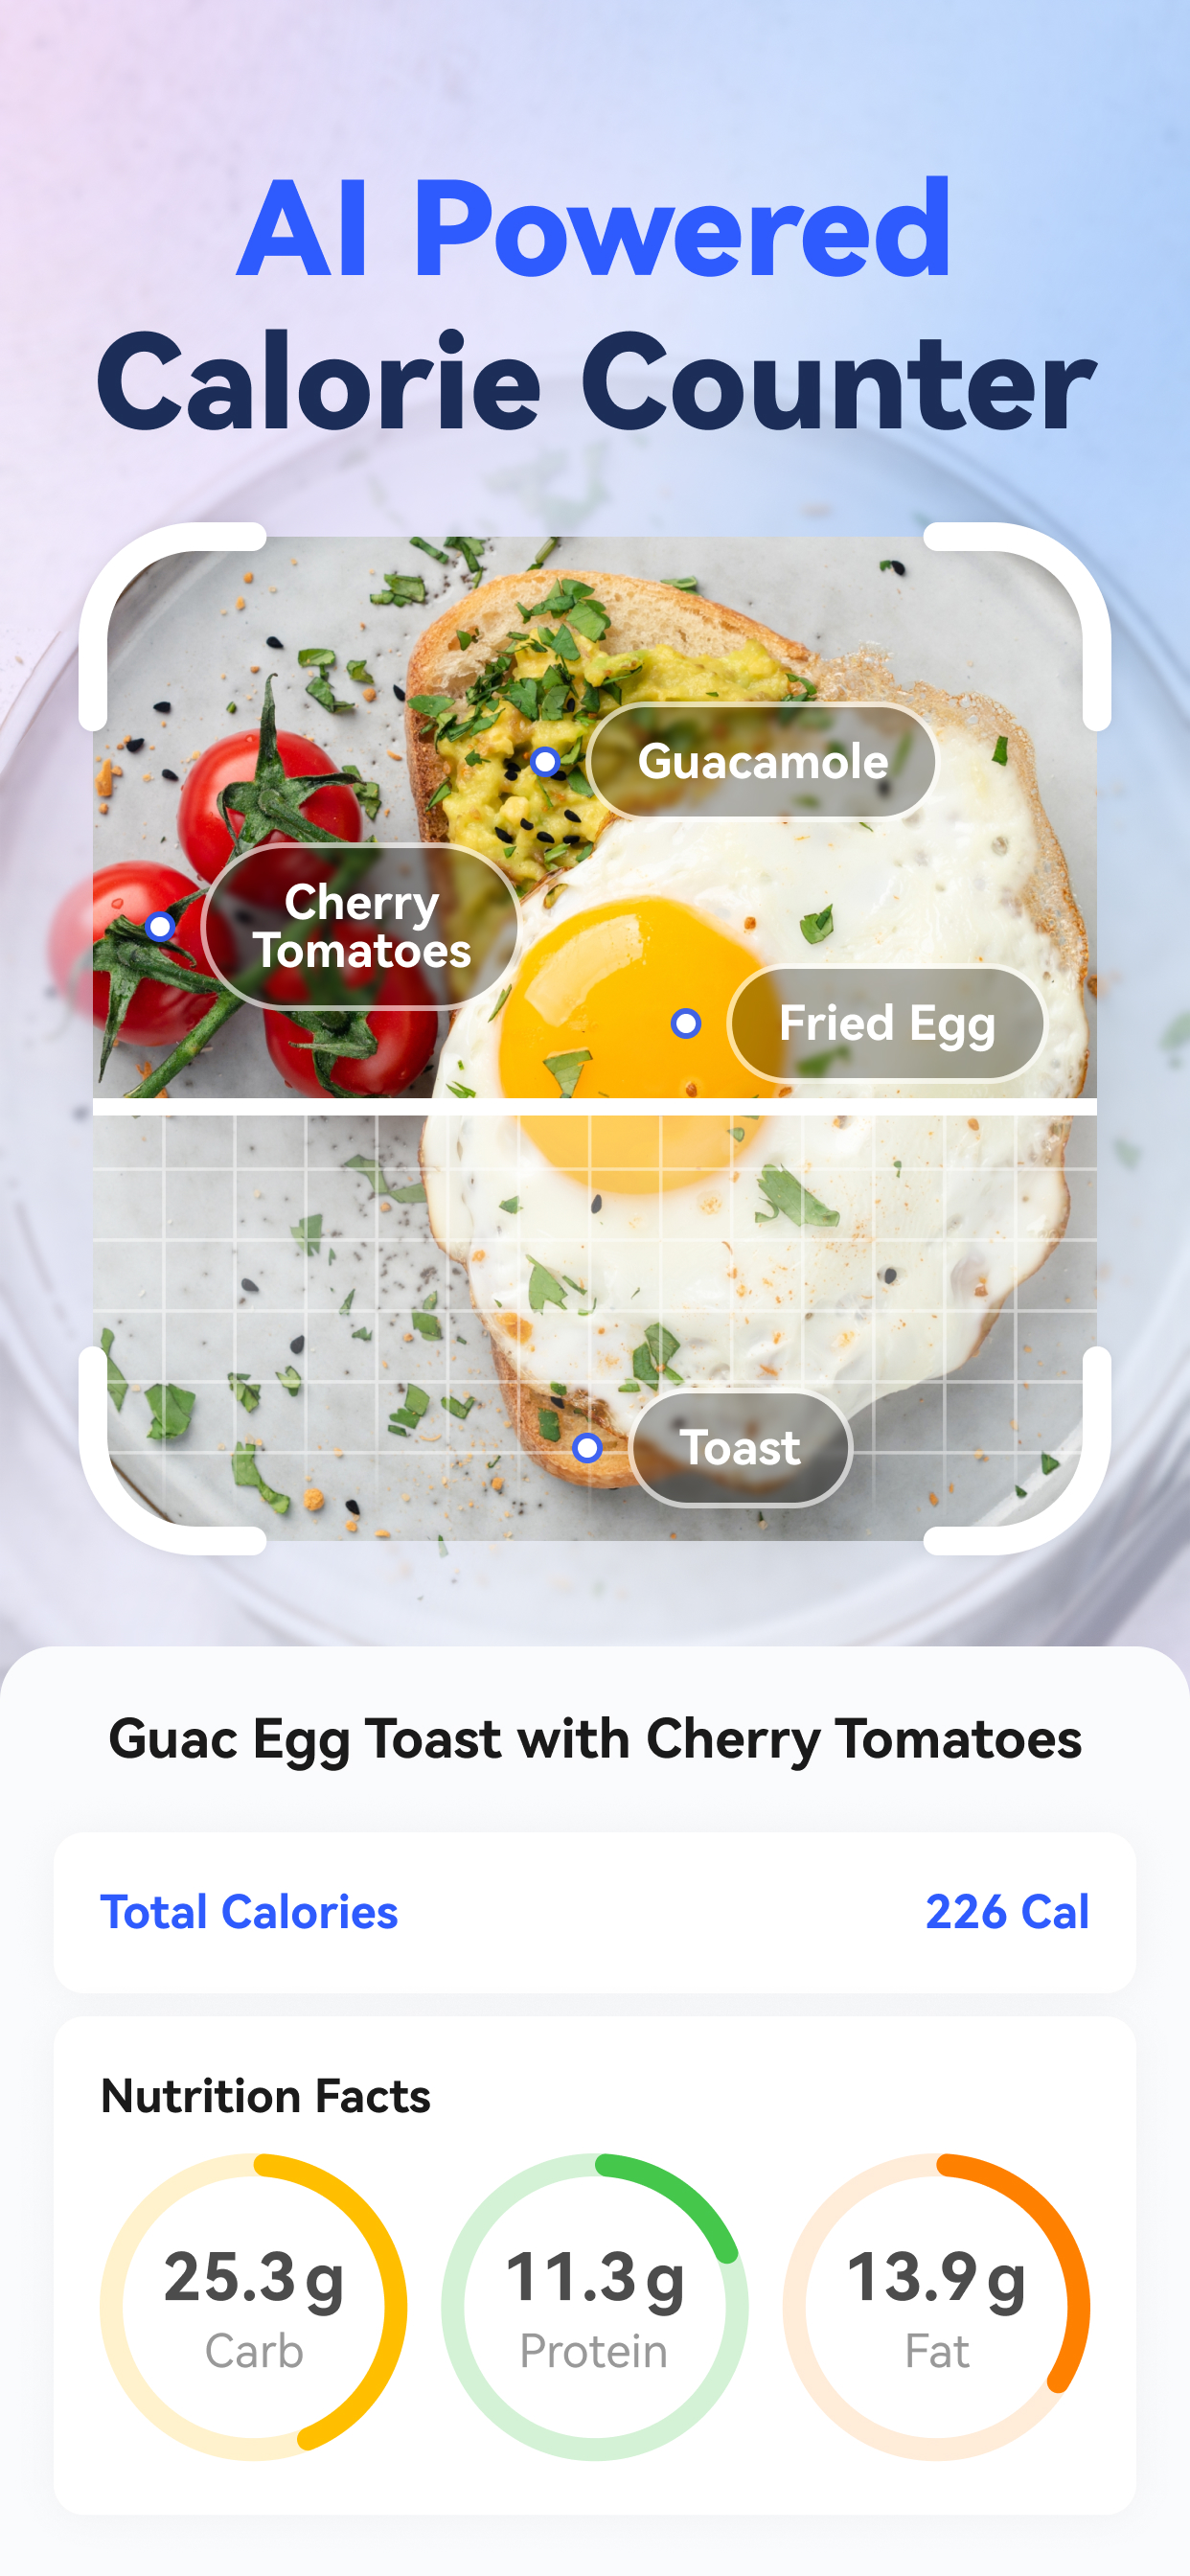 AI Powered
Calorie Counter
Guacamole
Cherry
Tomatoes
Fried Egg
Toast
Guac Egg Toast with Cherry Tomatoes
Total Calories 226 Cal
Nutrition Facts
25.3 g 11.3 g 13.9 g
Carb Protein Fat